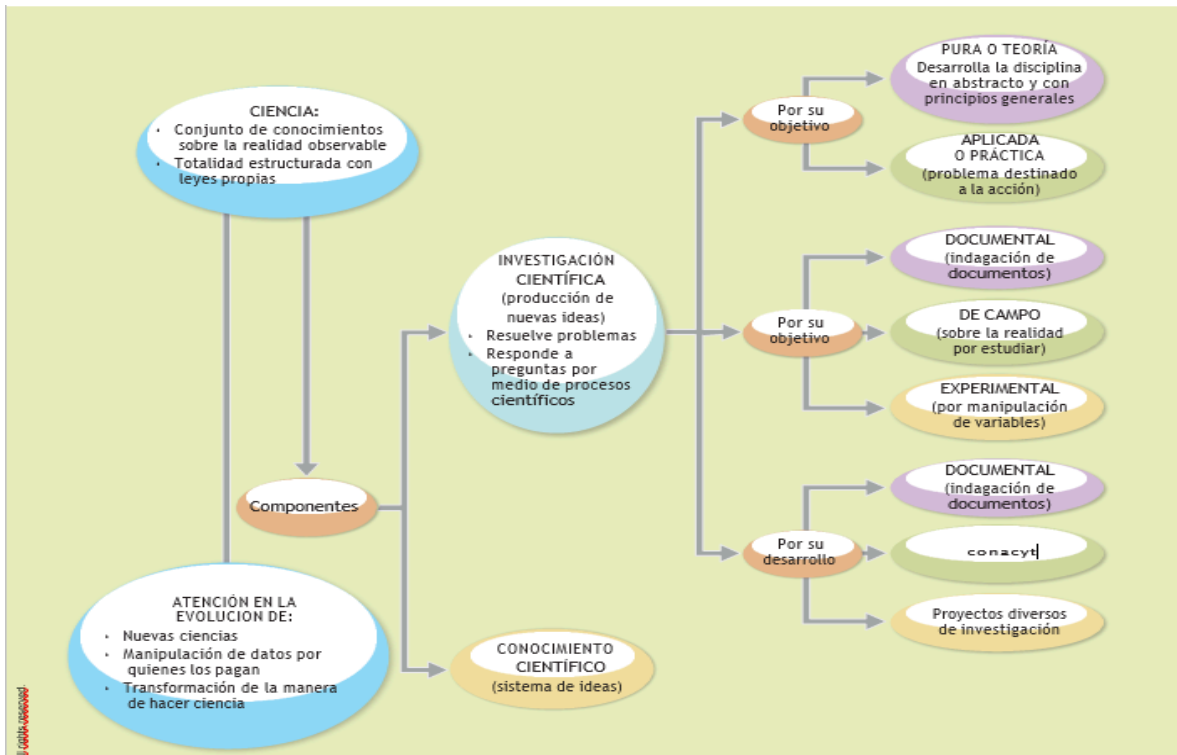 CIENCIA:
· Conjunto de conocimientos
sobre la realidad observable
· Totalidad estructurada con
leyes propias
Componentes
ATENCIÓN EN LA
EVOLUCION DE:
· Nuevas ciencias
· Manipulación de datos por
quienes los pagan
· Transformación de la manera
de hacer ciencia
INVESTIGACIÓN
CIENTÍFICA
(producción de
nuevas ideas)
· Resuelve problemas
· Responde a
preguntas por
medio de procesos
científicos
CONOCIMIENTO
CIENTÍFICO
(sistema de ideas)
Por su
objetivo
PURA O TEORÍA
Desarrolla la disciplina
en abstracto y con
principios generales
APLICADA
O PRÁCTICA
(problema destinado
a la acción)
Por su
objetivo
DOCUMENTAL
(indagación de
documentos)
DE CAMPO
(sobre la realidad
por estudiar)
EXPERIMENTAL
(por manipulación
de variables)
Por su
desarrollo
DOCUMENTAL
(indagación de
documentos)
conacyt
Proyectos diversos
de investigación
ll rights reserved.